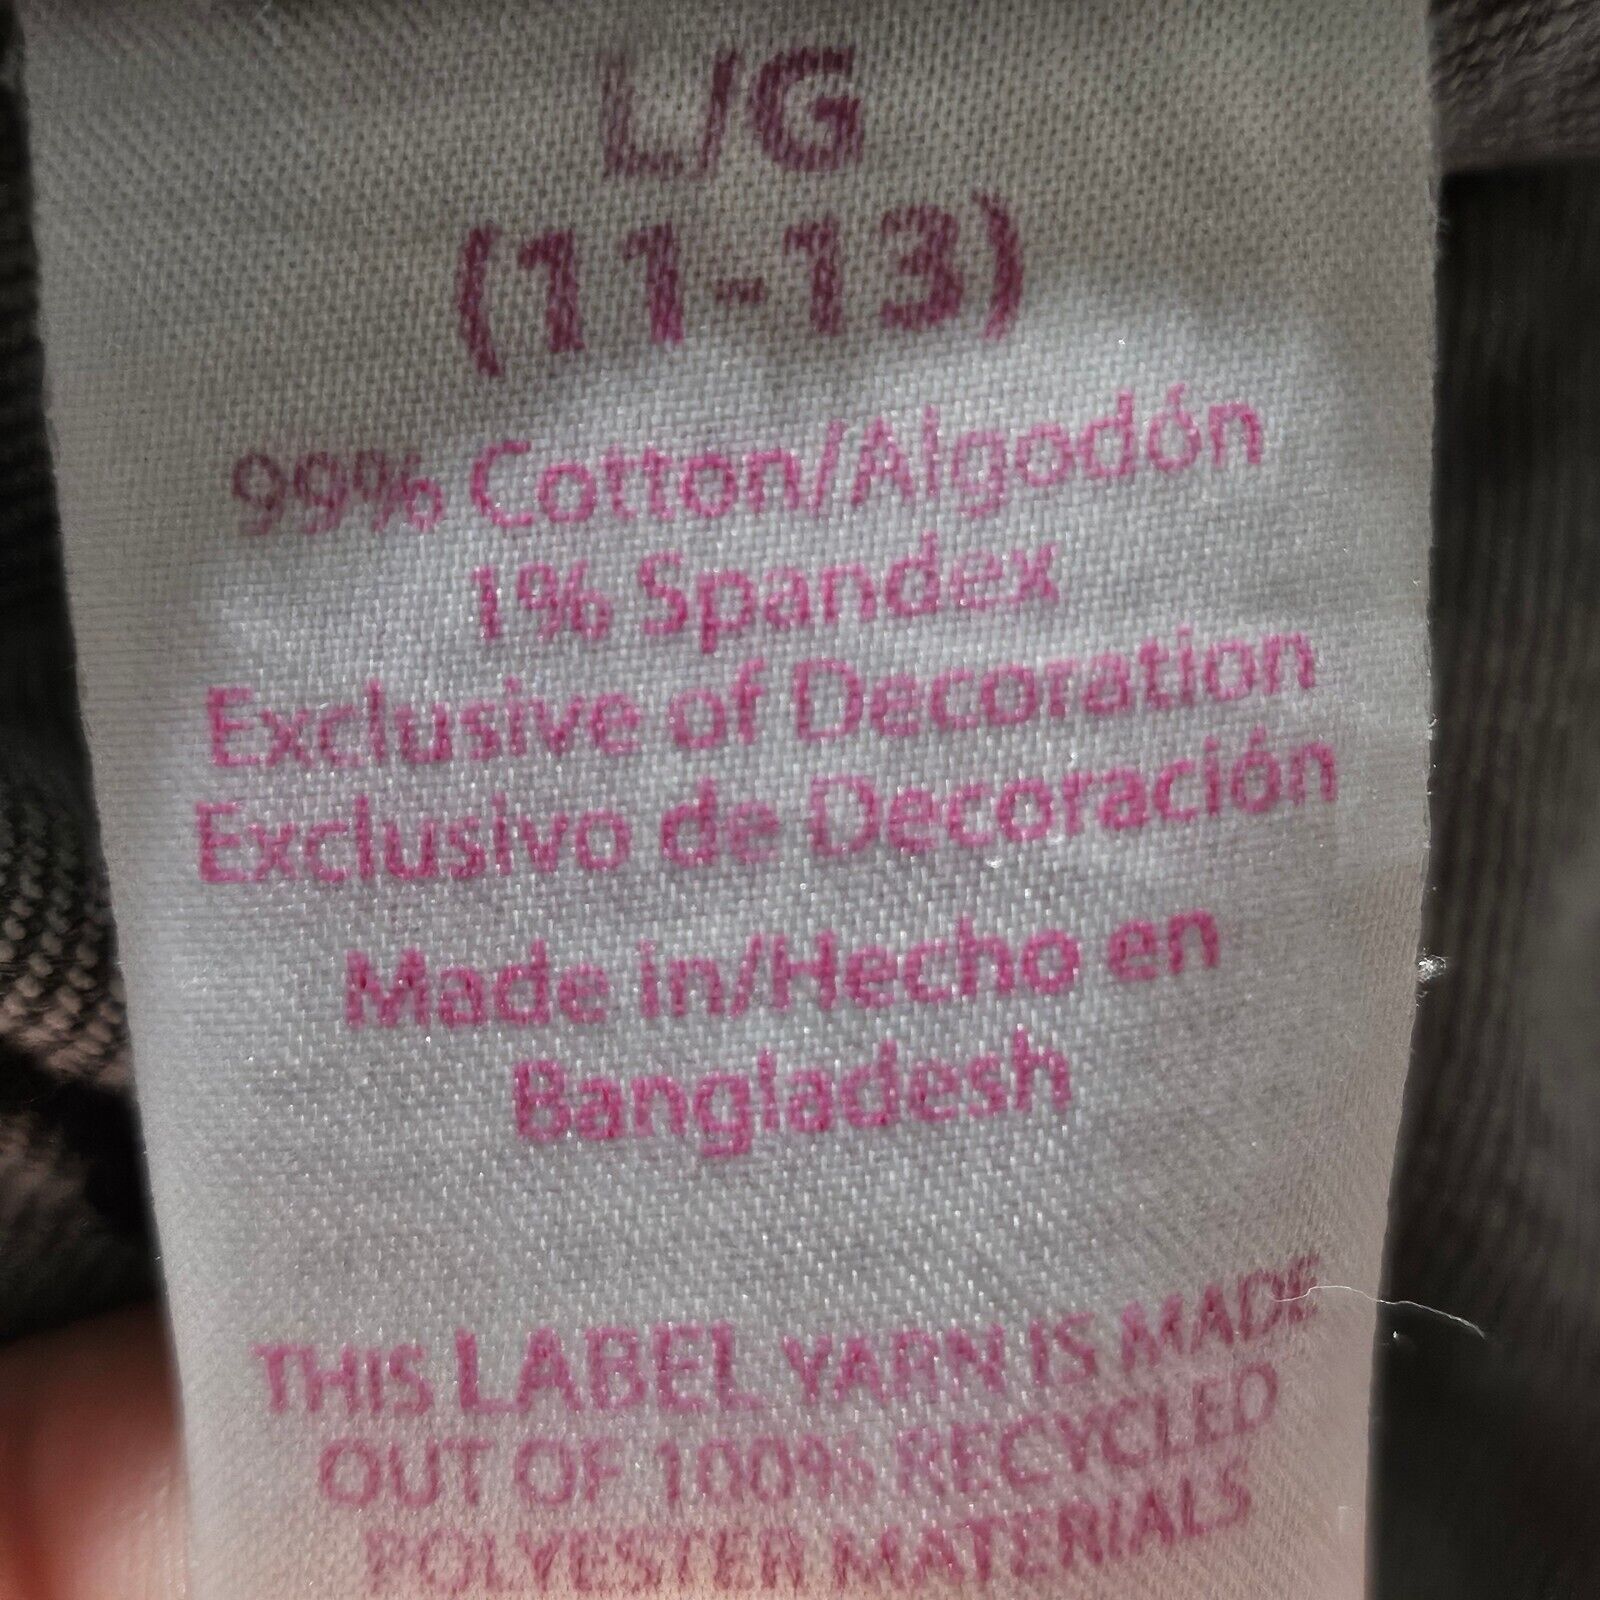 L/G
(11-13)
99% Cotton/Algodón
1% Spandex
Exclusive of Decoration
Exclusivo de Decoración
Made in/Hecho en
Bangladesh
THIS LABEL YARN IS MADE
OUT OF 100% RECYCLED
POLYESTER MATERIALS